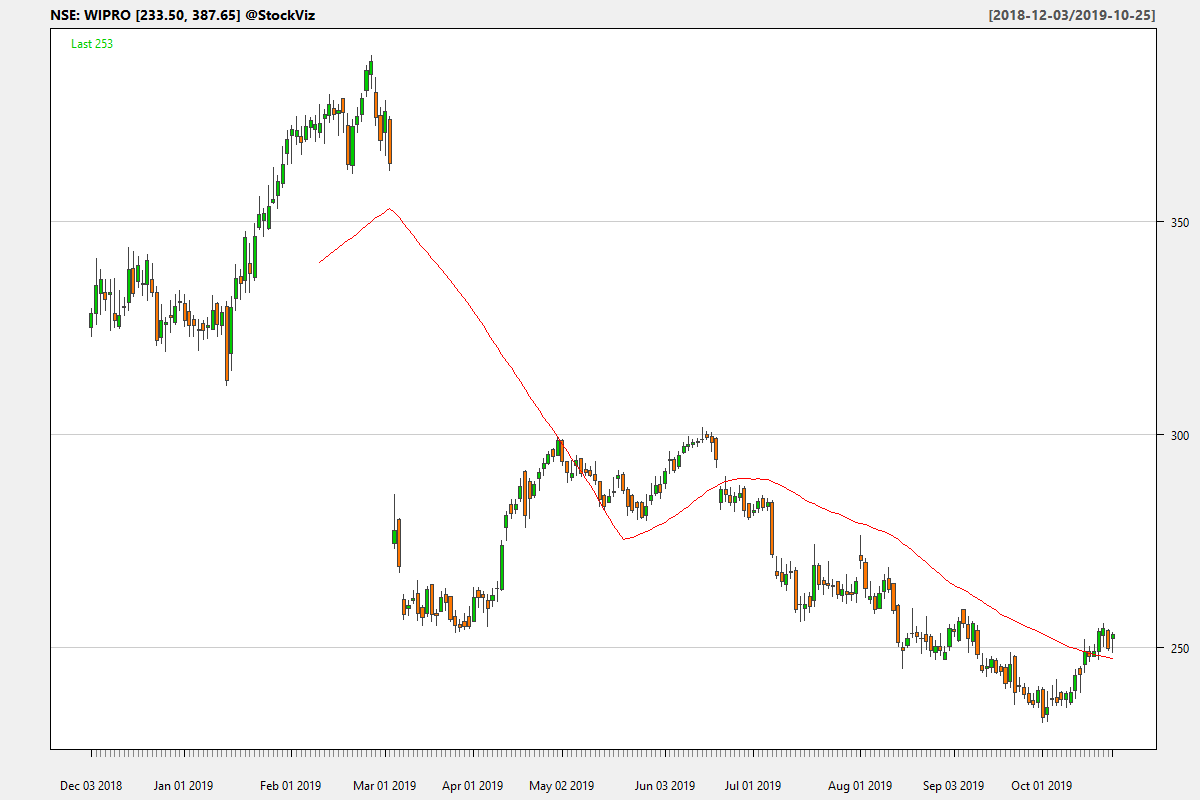 NSE: WIPRO [233.50, 387.65] @StockViz [2018-12-03/2019-10-25]
Last 253
350
300
250
Dec 03 2018 Jan 01 2019 Feb 01 2019 Mar 01 2019 Apr 01 2019 May 02 2019 Jun 03 2019 Jul 01 2019 Aug 01 2019 Sep 03 2019 Oct 01 2019